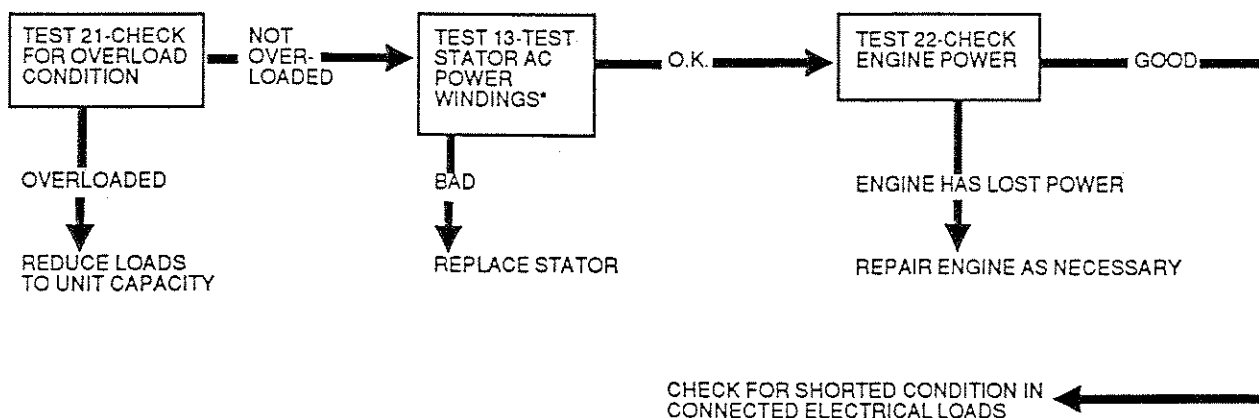 TEST 21-CHECK
FOR OVERLOAD
CONDITION
NOT
OVER-
LOADED
TEST 13-TEST
STATOR AC
POWER
WINDINGS*
O.K.
TEST 22-CHECK
ENGINE POWER
GOOD
OVERLOADED
BAD
ENGINE HAS LOST POWER
REDUCE LOADS
TO UNIT CAPACITY
REPLACE STATOR
REPAIR ENGINE AS NECESSARY
CHECK FOR SHORTED CONDITION IN
CONNECTED ELECTRICAL LOADS